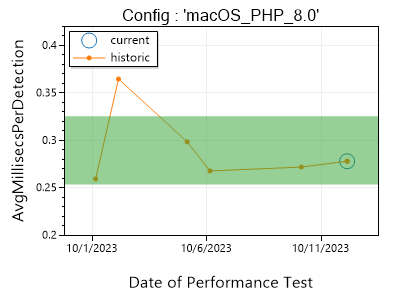 Config : 'macOS_PHP_8.0'
current
historic
0.4
0.35
0.3
0.25
0.2
AvgMillisecsPerDetection
10/1/2023 10/6/2023 10/11/2023
Date of Performance Test